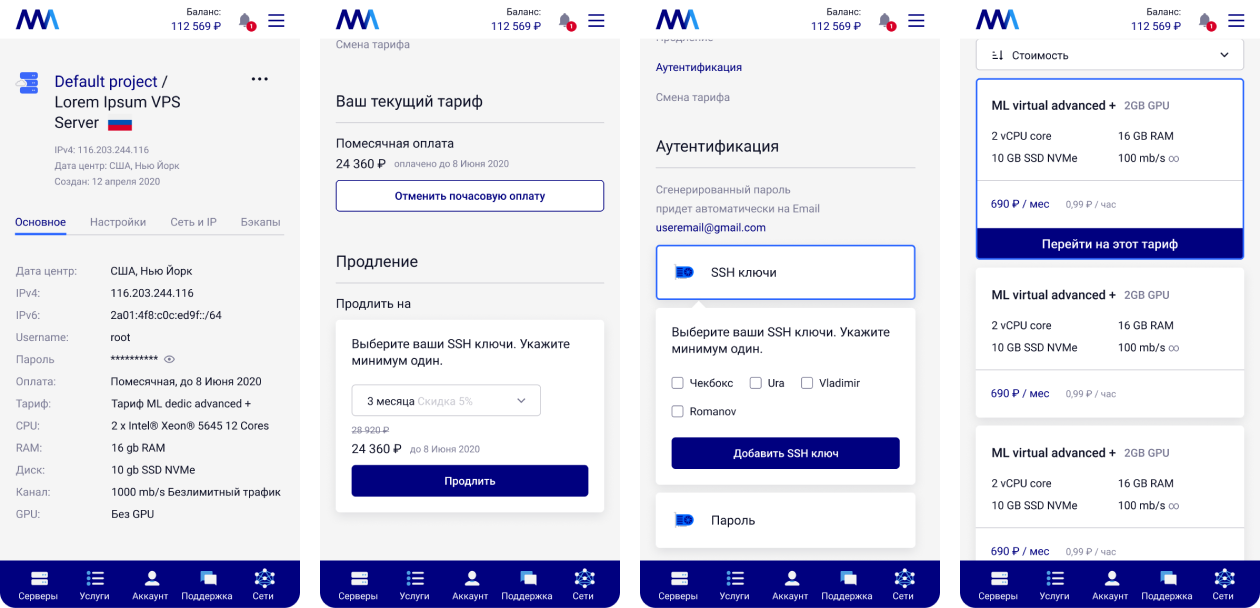 Баланс:
112 569 ₽
1
Default project /
Lorem Ipsum VPS
Server
IPv4: 116.203.244.116
Дата центр: США, Нью Йорк
Создан: 12 апреля 2020
Основное Настройки Сеть и IP Бэкапы
Дата центр: США, Нью Йорк
IPv4: 116.203.244.116
IPv6: 2a01:4f8:c0c:ed9f::/64
Username: root
Пароль **********
Оплата: Помесячная, до 8 Июня 2020
Тариф: Тариф ML dedic advanced +
CPU: 2 x Intel® Xeon® 5645 12 Cores
RAM: 16 gb RAM
Диск: 10 gb SSD NVMe
Канал: 1000 mb/s Безлимитный трафик
GPU: Без GPU
Серверы Услуги Аккаунт Поддержка Сети
Баланс:
112 569 ₽
1
Смена тарифа
Ваш текущий тариф
Помесячная оплата
24 360 ₽ оплачено до 8 Июня 2020
Отменить почасовую оплату
Продление
Продлить на
Выберите ваши SSH ключи. Укажите
минимум один.
3 месяца Скидка 5%
28 920 ₽
24 360 ₽ до 8 Июня 2020
Продлить
Серверы Услуги Аккаунт Поддержка Сети
Баланс:
112 569 ₽
1
Продление
Аутентификация
Смена тарифа
Аутентификация
Сгенерированный пароль
придет автоматически на Email
useremail@gmail.com
SSH ключи
Выберите ваши SSH ключи. Укажите
минимум один.
Чекбокс Ura Vladimir
Romanov
Добавить SSH ключ
Пароль
Серверы Услуги Аккаунт Поддержка Сети
Баланс:
112 569 ₽
1
Стоимость
ML virtual advanced + 2GB GPU
2 vCPU core 16 GB RAM
10 GB SSD NVMe 100 mb/s ∞
690 ₽ / мес 0,99 ₽ / час
Перейти на этот тариф
ML virtual advanced + 2GB GPU
2 vCPU core 16 GB RAM
10 GB SSD NVMe 100 mb/s ∞
690 ₽ / мес 0,99 ₽ / час
ML virtual advanced + 2GB GPU
2 vCPU core 16 GB RAM
10 GB SSD NVMe 100 mb/s ∞
690 ₽ / мес 0,99 ₽ / час
Серверы Услуги Аккаунт Поддержка Сети